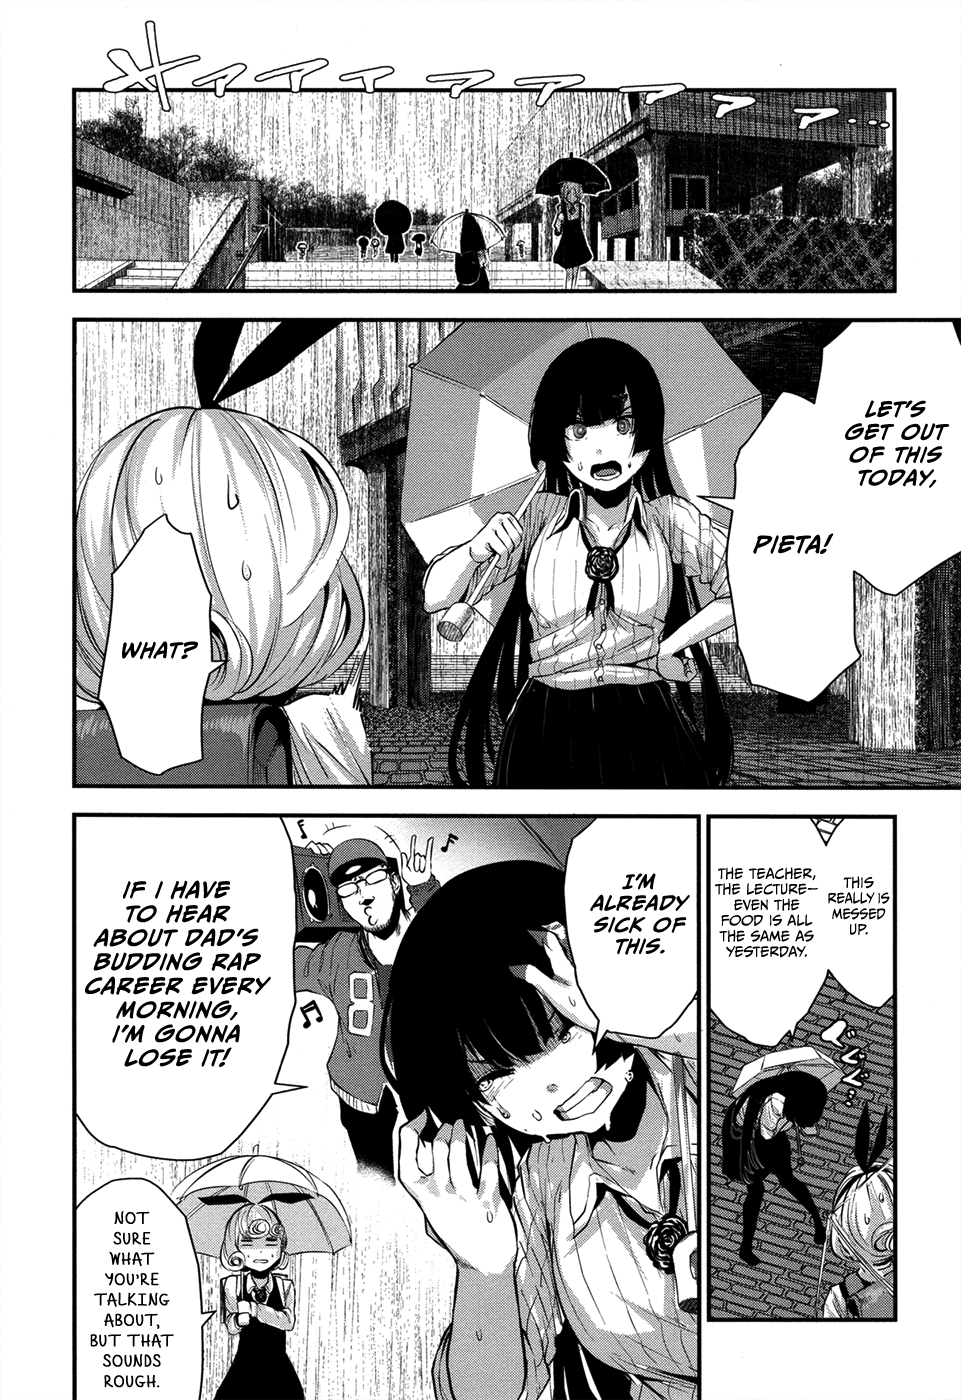 ザァァァァァァァ...
LET'S
GET OUT
OF THIS
TODAY,
PIETA!
WHAT?
THIS
REALLY IS
MESSED
UP.
THE TEACHER,
THE LECTURE—
EVEN THE
FOOD IS ALL
THE SAME AS
YESTERDAY.
I'M
ALREADY
SICK OF
THIS.
IF I HAVE
TO HEAR
ABOUT DAD'S
BUDDING RAP
CAREER EVERY
MORNING,
I'M GONNA
LOSE IT!
8
NOT
SURE
WHAT
YOU'RE
TALKING
ABOUT,
BUT THAT
SOUNDS
ROUGH.